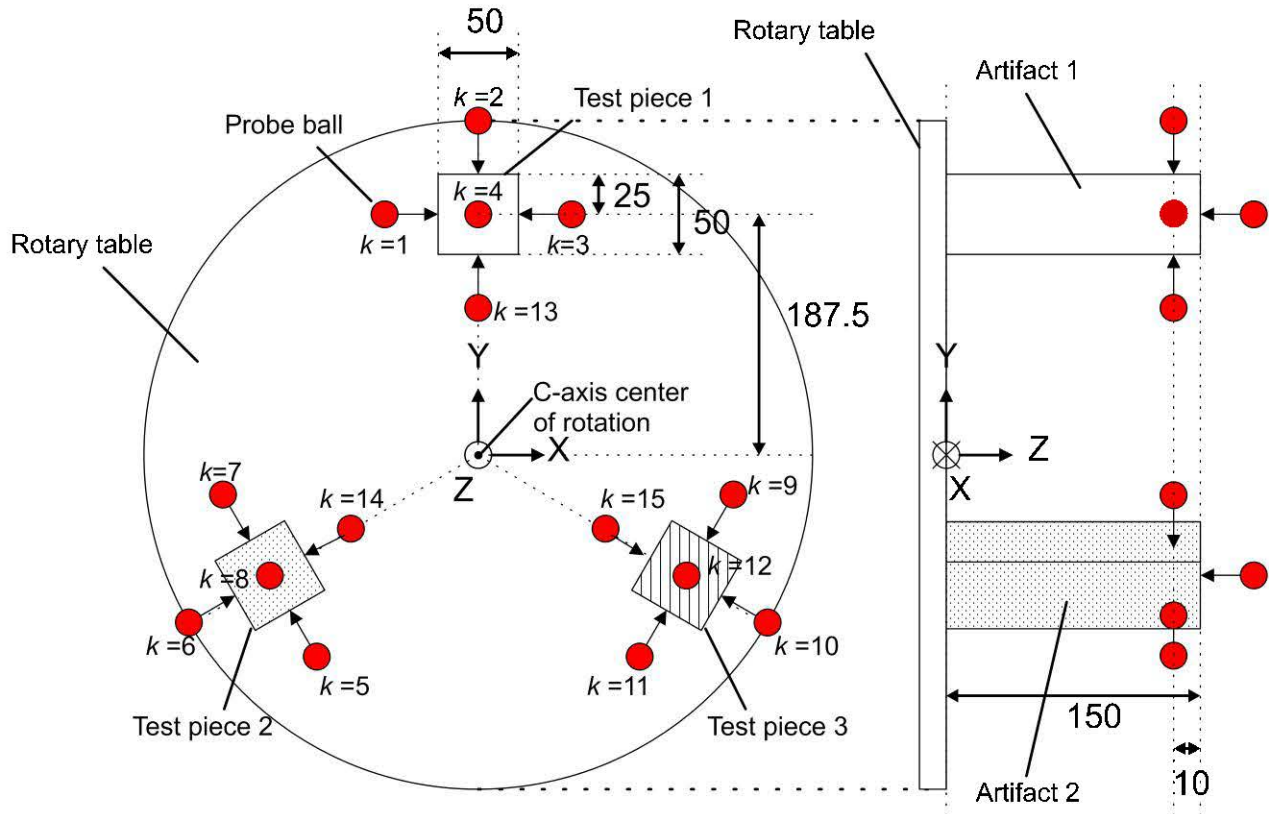 50
Rotary table
k =2
Artifact 1
Test piece 1
Probe ball
k =4
25
50
k =1
k =3
Rotary table
k =13
187.5
Y
Y
C-axis center
of rotation
X
Z
Z
X
k=7
k=14
k=15
k=9
k=8
k=12
k=6
k=10
k=5
k=11
Test piece 2
Test piece 3
150
10
Artifact 2